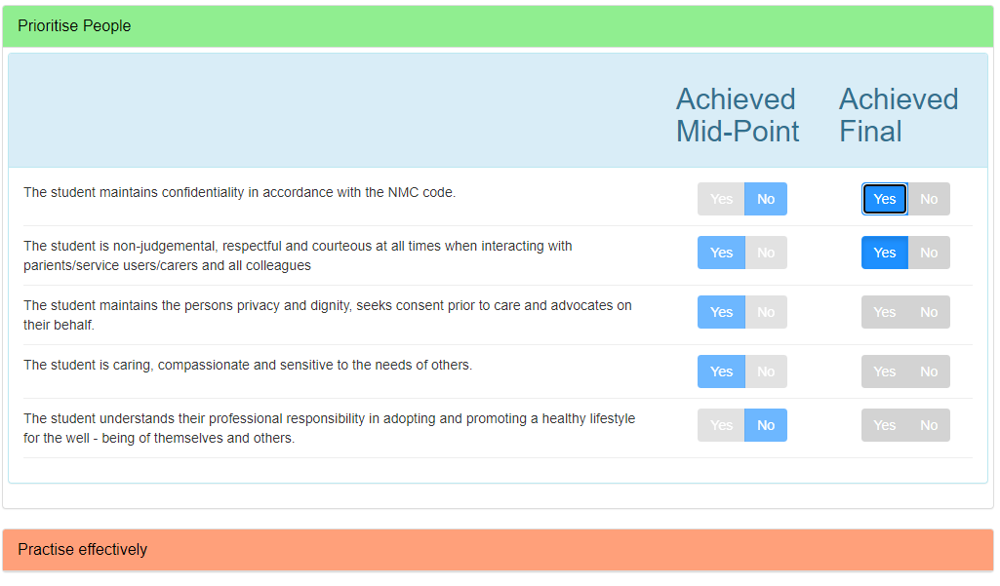 Prioritise People
Achieved Achieved
Mid-Point Final
The student maintains confidentiality in accordance with the NMC code. Yes No Yes No
The student is non-judgemental, respectful and courteous at all times when interacting with
parients/service users/carers and all colleagues Yes No Yes No
The student maintains the persons privacy and dignity, seeks consent prior to care and advocates on
their behalf. Yes No Yes No
The student is caring, compassionate and sensitive to the needs of others. Yes No Yes No
The student understands their professional responsibility in adopting and promoting a healthy lifestyle
for the well - being of themselves and others. Yes No Yes No
Practise effectively